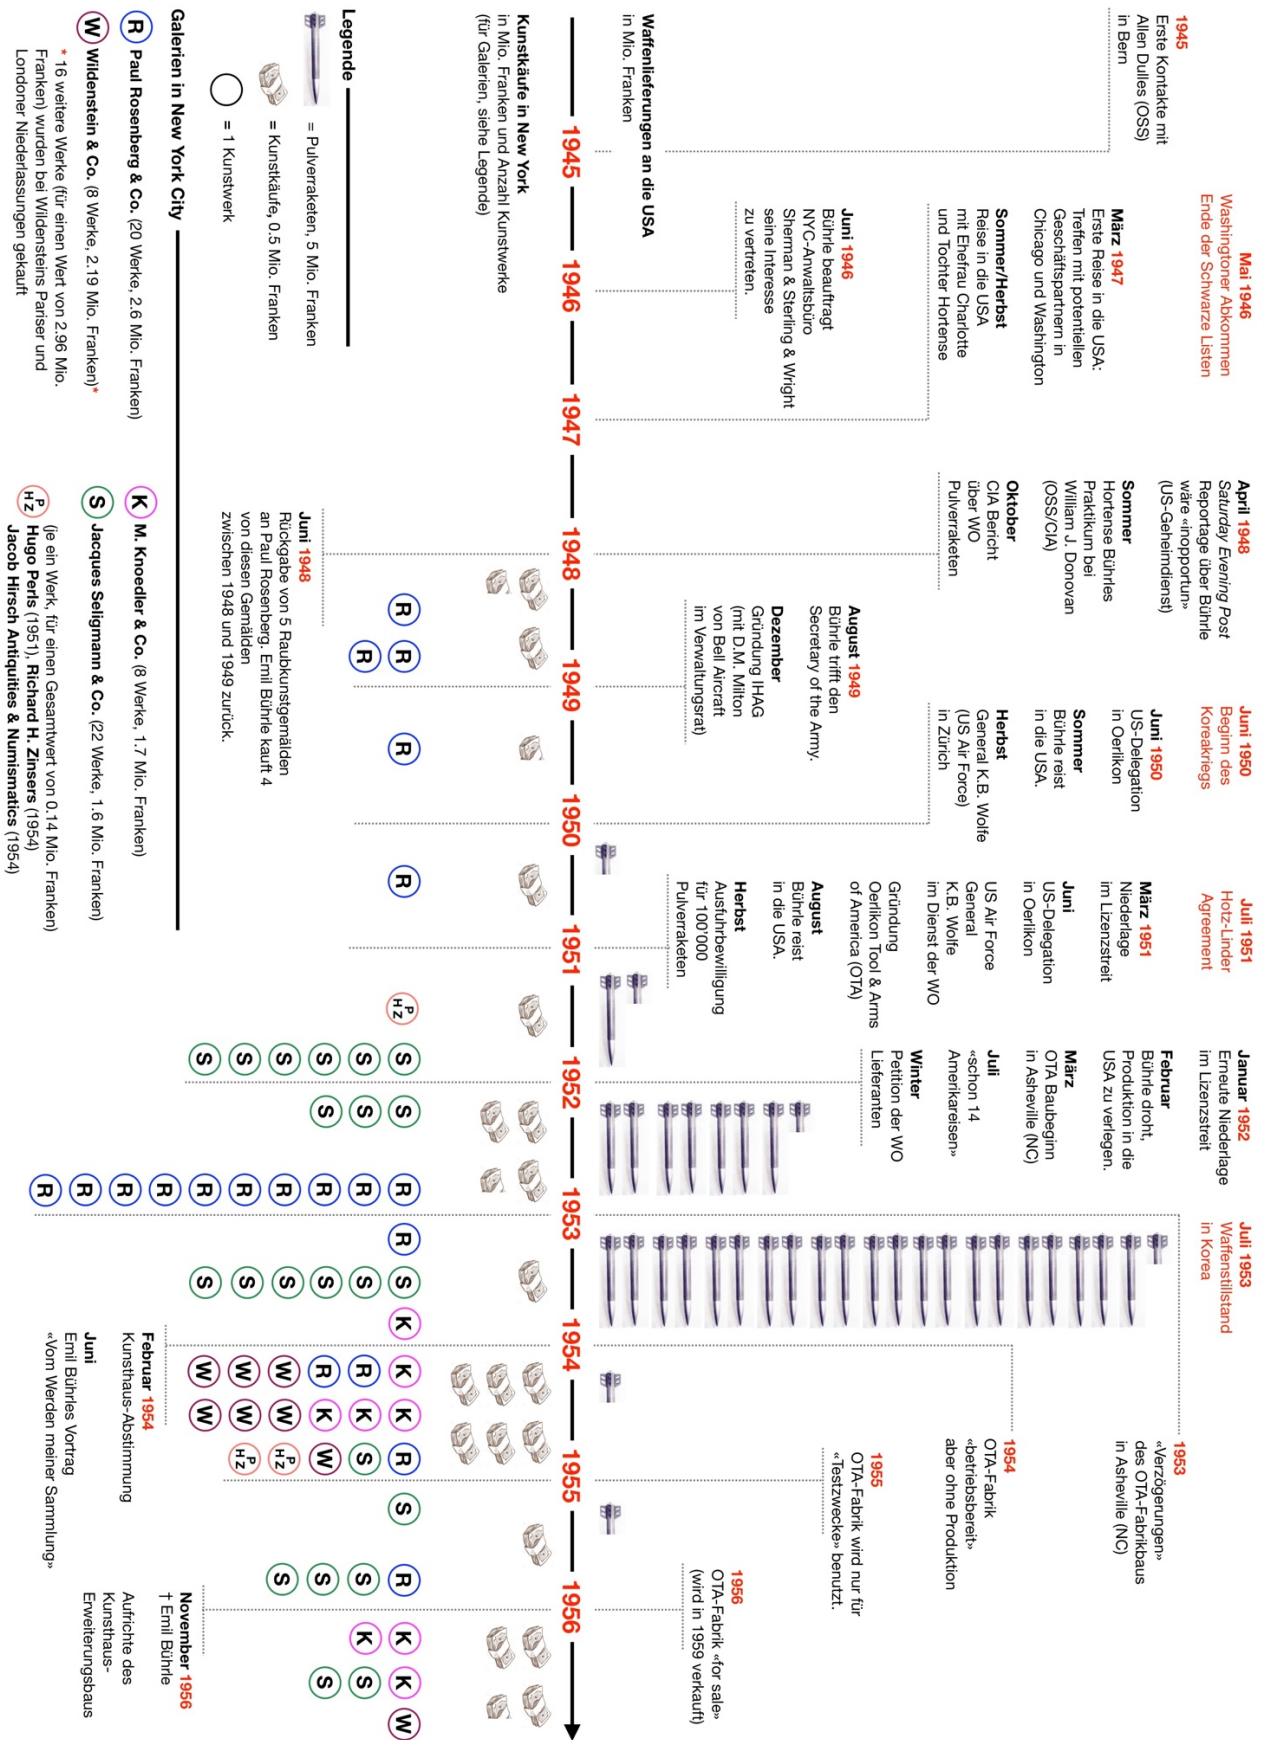 1945
Erste Kontakte mit
Allen Dulles (OSS)
in Bern
Mai 1946
Washingtoner Abkommen
Ende der Schwarze Listen
März 1947
Erste Reise in die USA:
Treffen mit potentiellen
Geschäftspartnern in
Chicago und Washington
Sommer/Herbst
Reise in die USA
mit Ehefrau Charlotte
und Tochter Hortense
Juni 1946
Bührle beauftragt
NYC-Anwaltsbüro
Sherman & Sterling & Wright
seine Interesse
zu vertreten.
April 1948
Saturday Evening Post
Reportage über Bührle
wäre «inopportun»
(US-Geheimdienst)
Sommer
Hortense Bührles
Praktikum bei
William J. Donovan
(OSS/CIA)
Oktober
CIA Bericht
über WO
Pulverraketen
August 1949
Bührle trifft den
Secretary of the Army.
Dezember
Gründung IHAG
(mit D.M. Milton
von Bell Aircraft
im Verwaltungsrat)
Juni 1950
Beginn des
Koreakriegs
Juni 1950
US-Delegation
in Oerlikon
Sommer
Bührle reist
in die USA.
Herbst
General K.B. Wolfe
(US Air Force)
in Zürich
Juli 1951
Hotz-Linder
Agreement
März 1951
Niederlage
im Lizenzstreit
Juni
US-Delegation
in Oerlikon
US Air Force
General
K.B. Wolfe
im Dienst der WO
Gründung
Oerlikon Tool & Arms
of America (OTA)
August
Bührle reist
in die USA.
Herbst
Ausfuhrbewilligung
für 100'000
Pulverraketen
Januar 1952
Erneute Niederlage
im Lizenzstreit
Februar
Bührle droht,
Produktion in die
USA zu verlegen.
März
OTA Baubeginn
in Asheville (NC)
Juli
«schon 14
Amerikareisen»
Winter
Petition der WO
Lieferanten
Juli 1953
Waffenstillstand
in Korea
1953
«Verzögerungen»
des OTA-Fabrikbaus
in Asheville (NC)
1954
OTA-Fabrik
«betriebsbereit»
aber ohne Produktion
1955
OTA-Fabrik wird nur für
«Testzwecke» benutzt.
1956
OTA-Fabrik «for sale»
(wird in 1959 verkauft)
Waffenlieferungen an die USA
in Mio. Franken
1945 1946 1947 1948 1949 1950 1951 1952 1953 1954 1955 1956
Kunstkäufe in New York
in Mio. Franken und Anzahl Kunstwerke
(für Galerien, siehe Legende)
R R R R R P HZ S S R R S K K K R S R K K W
R S S R S R K S S K S
S S R S R K W S S
S R S W W P HZ S
S R S W W P HZ
S R S W W
R
R
R
R
Juni 1948
Rückgabe von 5 Raubkunstgemälden
an Paul Rosenberg. Emil Bührle kauft 4
von diesen Gemälden
zwischen 1948 und 1949 zurück.
Februar 1954
Kunsthaus-Abstimmung
Juni
Emil Bührles Vortrag
«Vom Werden meiner Sammlung»
November 1956
† Emil Bührle
Aufrichte des
Kunsthaus-
Erweiterungsbaus
Legende
= Pulverraketen, 5 Mio. Franken
= Kunstkäufe, 0.5 Mio. Franken
= 1 Kunstwerk
Galerien in New York City
R Paul Rosenberg & Co. (20 Werke, 2.6 Mio. Franken)
W Wildenstein & Co. (8 Werke, 2.19 Mio. Franken)*
* 16 weitere Werke (für einen Wert von 2.96 Mio.
Franken) wurden bei Wildensteins Pariser und
Londoner Niederlassungen gekauft
K M. Knoedler & Co. (8 Werke, 1.7 Mio. Franken)
S Jacques Seligmann & Co. (22 Werke, 1.6 Mio. Franken)
P HZ (je ein Werk, für einen Gesamtwert von 0.14 Mio. Franken)
Hugo Perls (1951), Richard H. Zinsers (1954)
Jacob Hirsch Antiquities & Numismatics (1954)